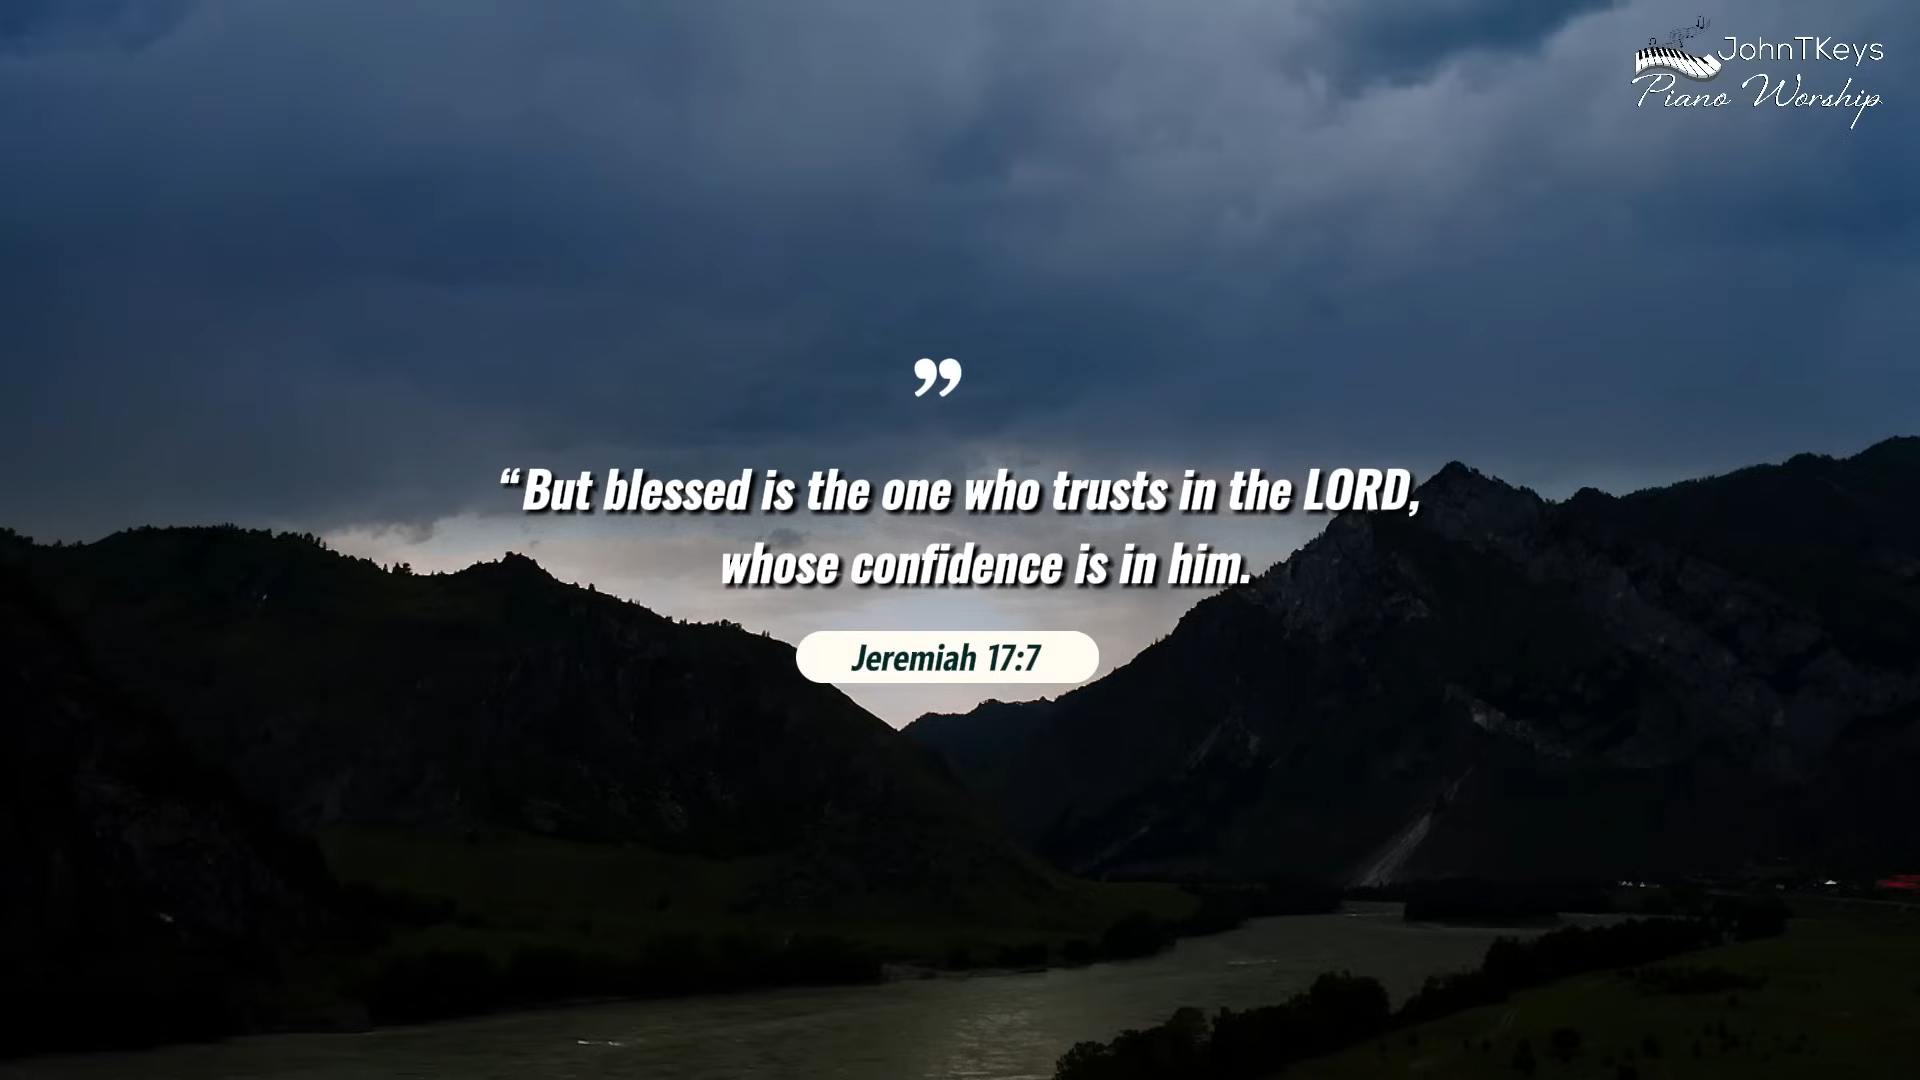 JohnTKeys
Piano Worship
”
“But blessed is the one who trusts in the LORD,
whose confidence is in him.
Jeremiah 17:7